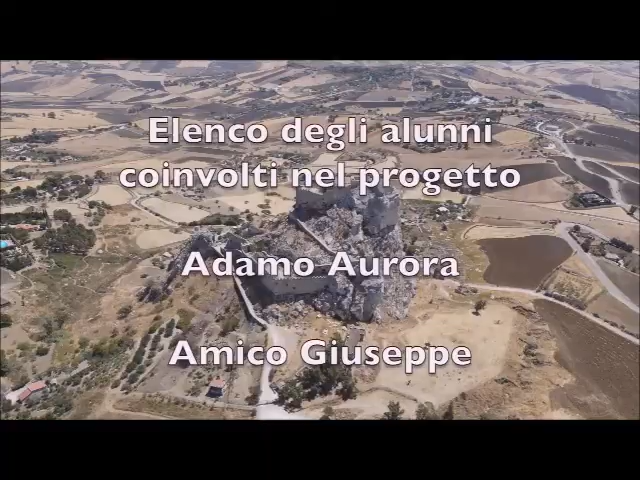 Elenco degli alunni
coinvolti nel progetto
Adamo Aurora
Amico Giuseppe